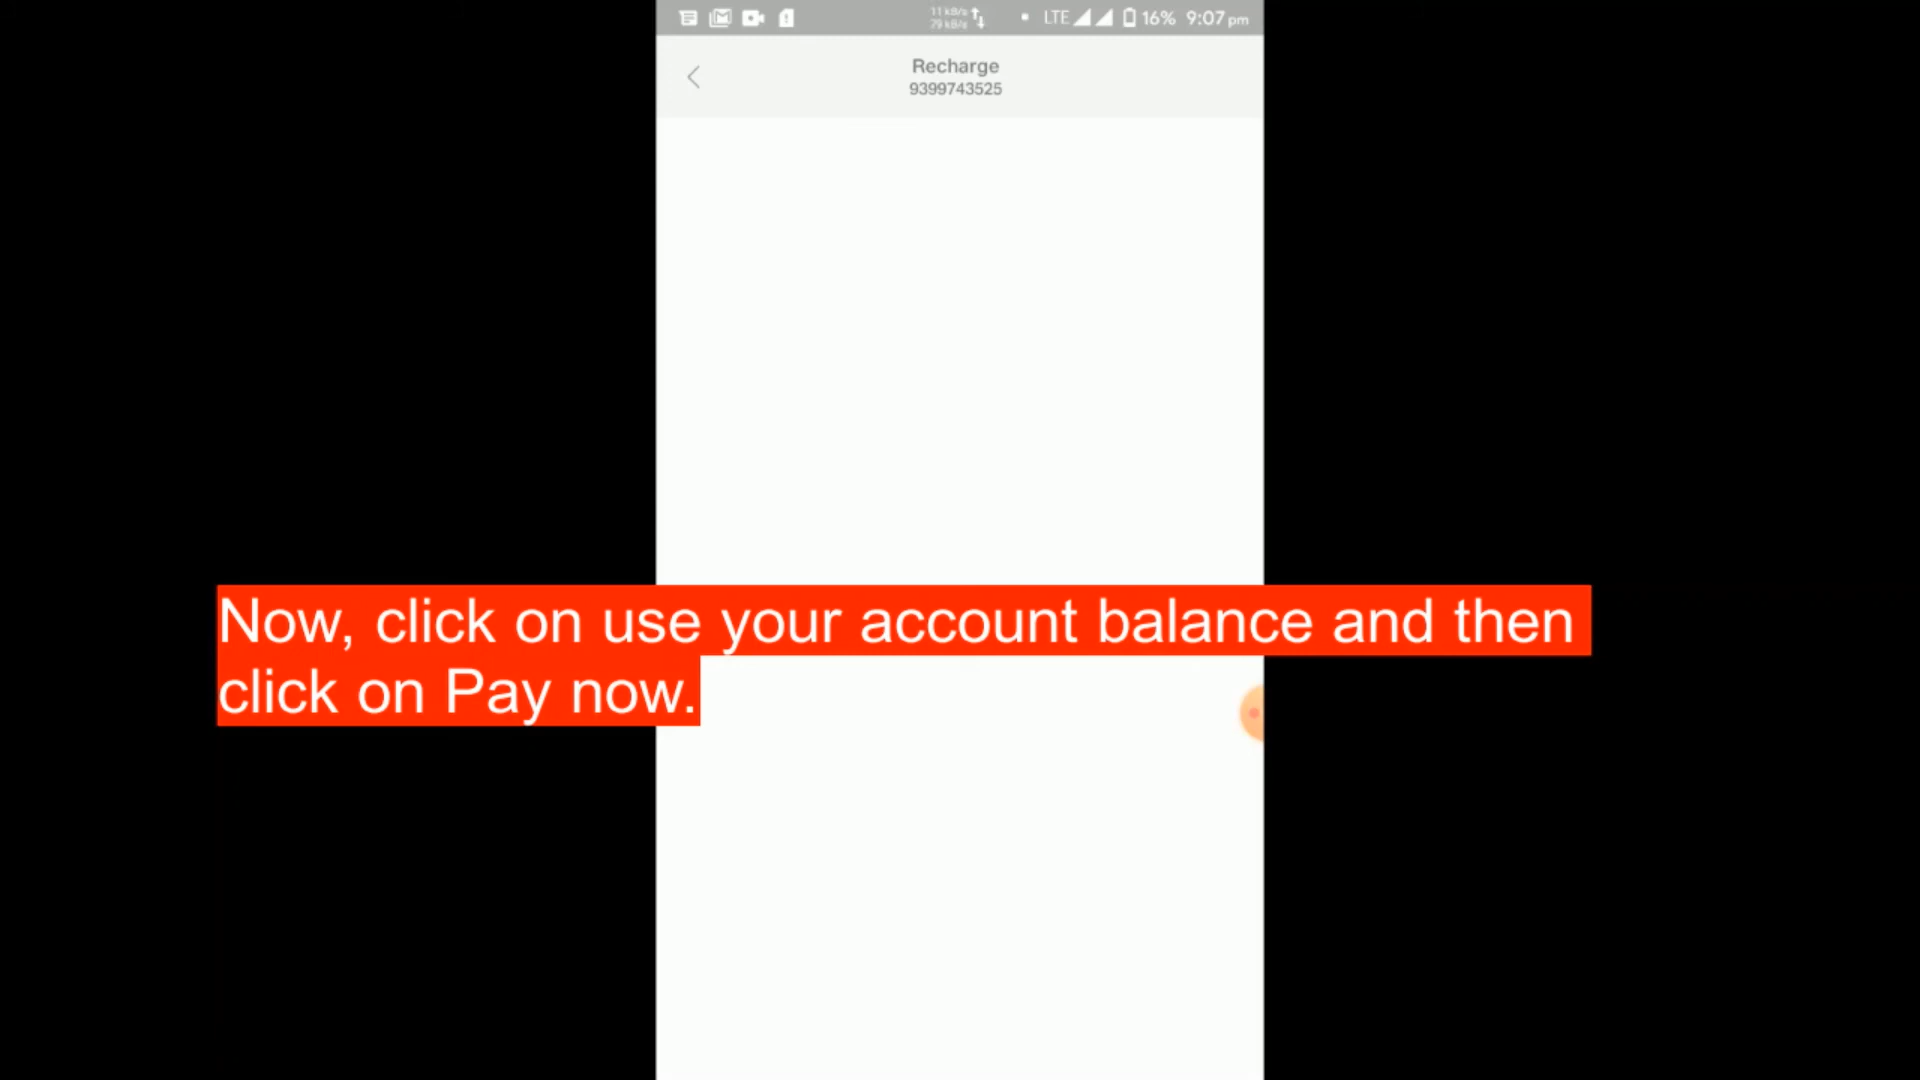 11 kB/s
79 kB/s
LTE
16% 9:07 pm
Recharge
9399743525
Now, click on use your account balance and then
click on Pay now.